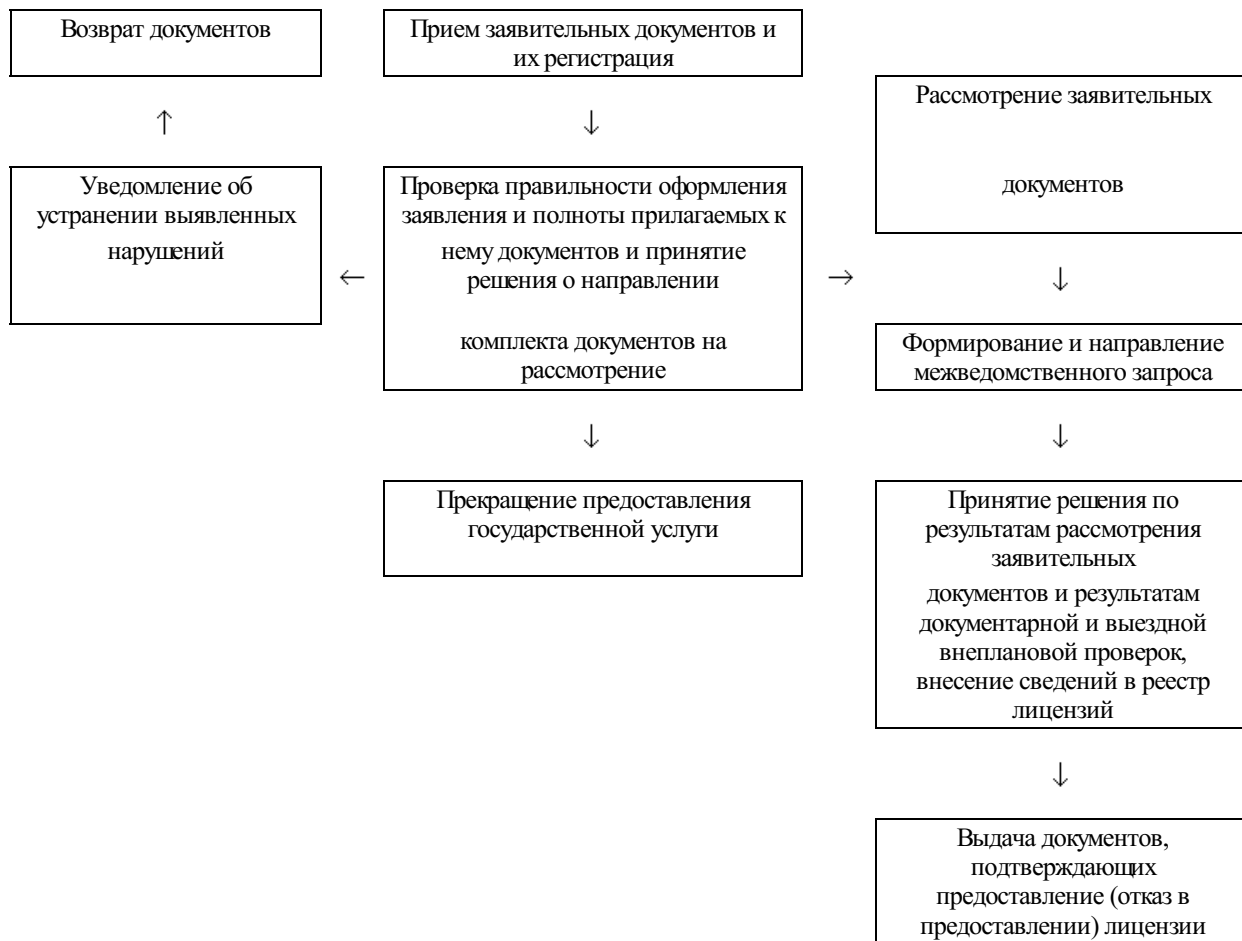 Возврат документов
Прием заявительных документов и
их регистрация
Рассмотрение заявительных
документов
↑
↓
Уведомление об
устранении выявленных
нарушений
←
Проверка правильности оформления
заявления и полноты прилагаемых к
нему документов и принятие
решения о направлении
комплекта документов на
рассмотрение
→
↓
Формирование и направление
межведомственного запроса
↓
↓
Прекращение предоставления
государственной услуги
Принятие решения по
результатам рассмотрения
заявительных
документов и результатам
документарной и выездной
внеплановой проверок,
внесение сведений в реестр
лицензий
↓
Выдача документов,
подтверждающих
предоставление (отказ в
предоставлении) лицензии